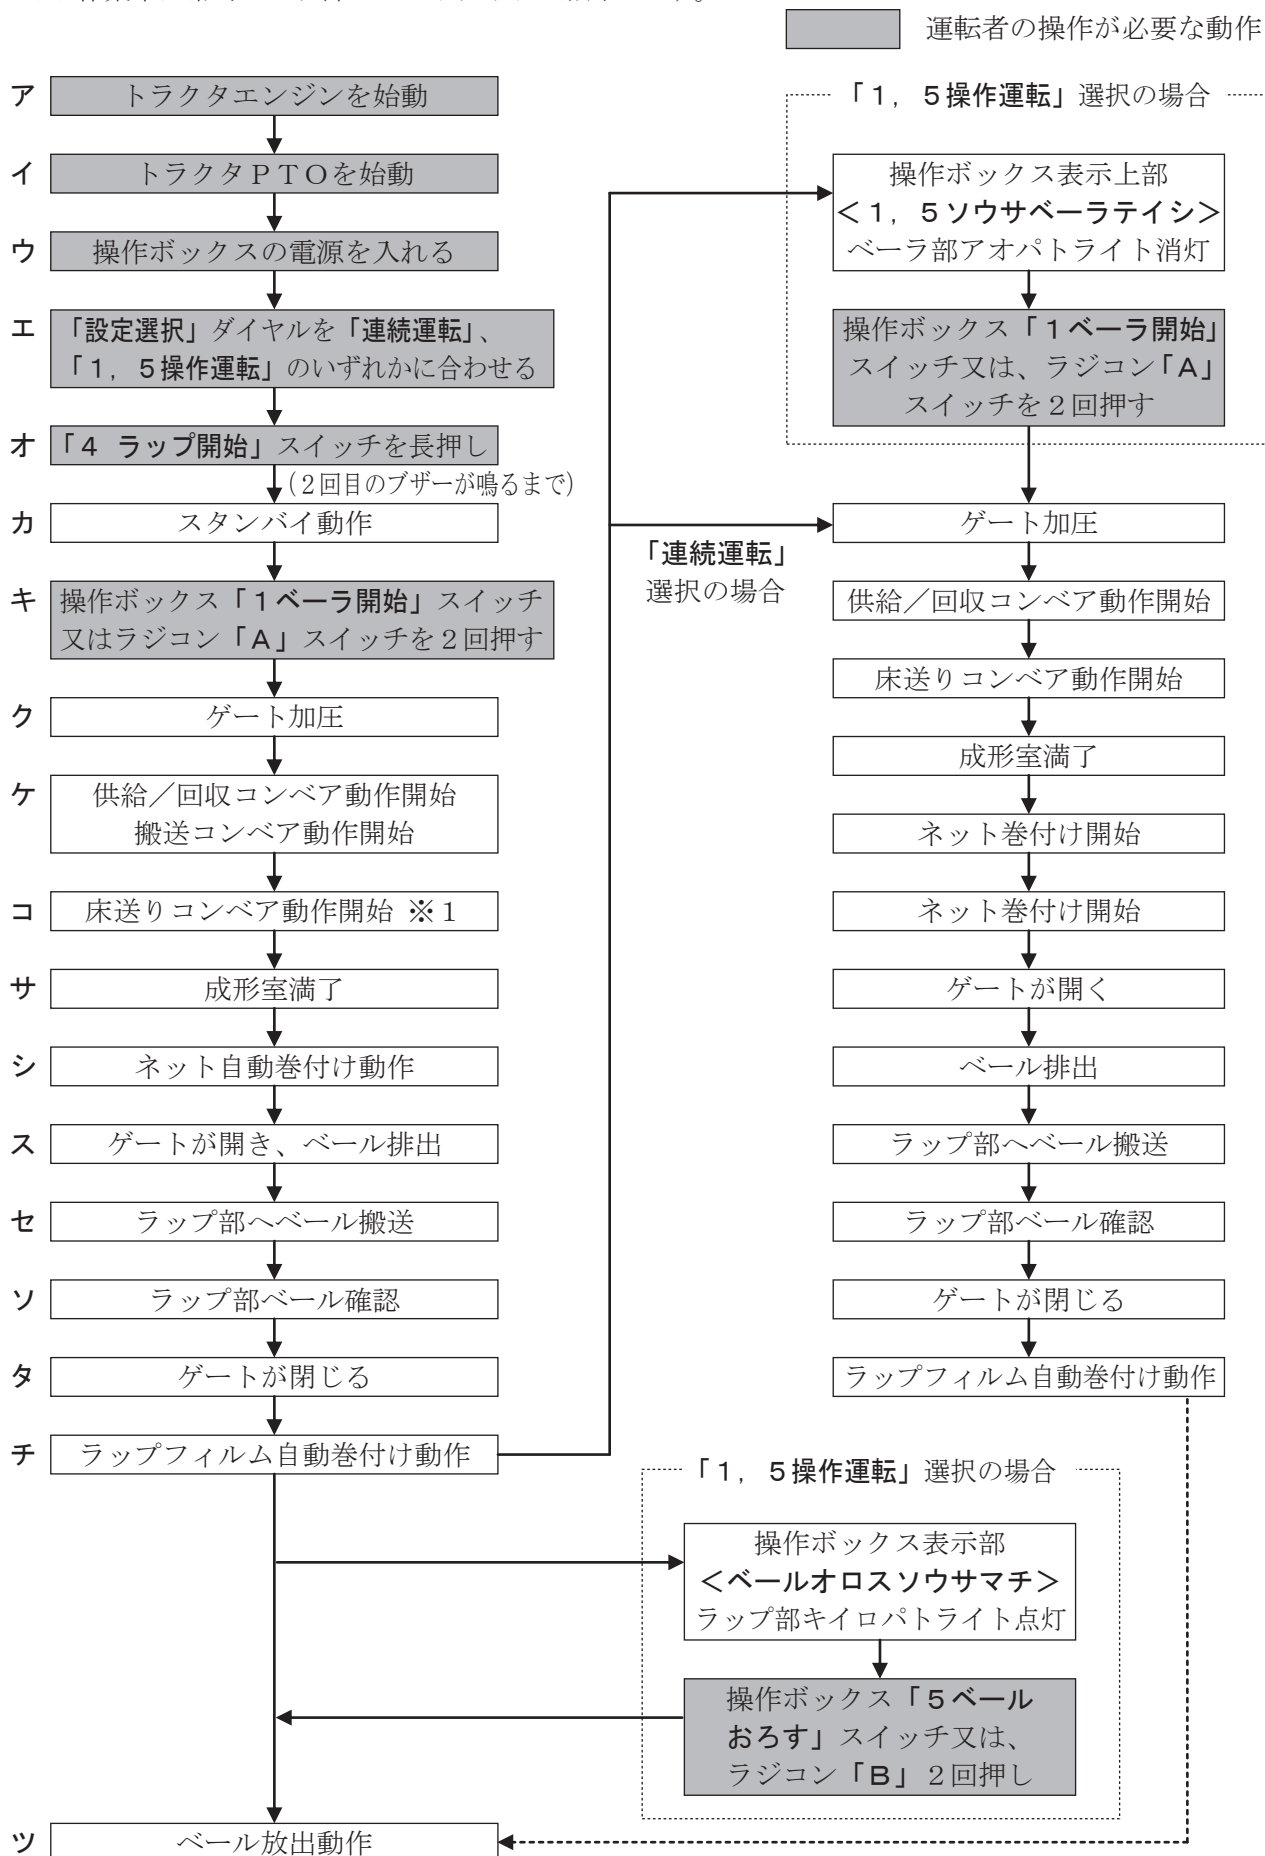 運転者の操作が必要な動作
ア トラクタエンジンを始動
イ トラクタPTOを始動
ウ 操作ボックスの電源を入れる
エ 「設定選択」ダイヤルを「連続運転」、
「1,5操作運転」のいずれかに合わせる
オ 「4 ラップ開始」スイッチを長押し
(2回目のブザーが鳴るまで)
カ スタンバイ動作
キ 操作ボックス「1ベーラ開始」スイッチ
又はラジコン「A」スイッチを2回押す
ク ゲート加圧
ケ 供給/回収コンベア動作開始
搬送コンベア動作開始
コ 床送りコンベア動作開始 ※1
サ 成形室満了
シ ネット自動巻付け動作
ス ゲートが開き、ベール排出
セ ラップ部へベール搬送
ソ ラップ部ベール確認
タ ゲートが閉じる
チ ラップフィルム自動巻付け動作
「1,5操作運転」選択の場合
操作ボックス表示上部
<1,5ソウサベーラテイシ>
ベーラ部アオパトライト消灯
操作ボックス「1ベーラ開始」
スイッチ又は、ラジコン「A」
スイッチを2回押す
「連続運転」
選択の場合
ゲート加圧
供給/回収コンベア動作開始
床送りコンベア動作開始
成形室満了
ネット巻付け開始
ネット巻付け開始
ゲートが開く
ベール排出
ラップ部へベール搬送
ラップ部ベール確認
ゲートが閉じる
ラップフィルム自動巻付け動作
「1,5操作運転」選択の場合
操作ボックス表示部
<ベールオロスソウサマチ>
ラップ部キイロパトライト点灯
操作ボックス「5ベール
おろす」スイッチ又は、
ラジコン「B」2回押し
ツ ベール放出動作